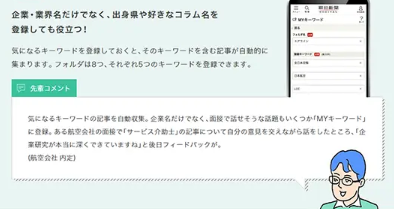 企業・業界名だけでなく、出身県や好きなコラム名を
登録しても役立つ!
気になるキーワードを登録しておくと、そのキーワードを含む記事が自動的に
集まります。フォルダは8つ、それぞれ5つのキーワードを登録できます。
朝日新聞
MYキーワード
先輩コメント
気になるキーワードの記事を自動収集。企業名だけでなく、面接で話せそうな話題もいくつか「MYキーワード」
に登録。ある航空会社の面接で「サービス介助士」の記事について自分の意見を交えながら話をしたところ、「企
業研究が本当に深くできていますね」と後日フィードバックが。
(航空会社 内定)